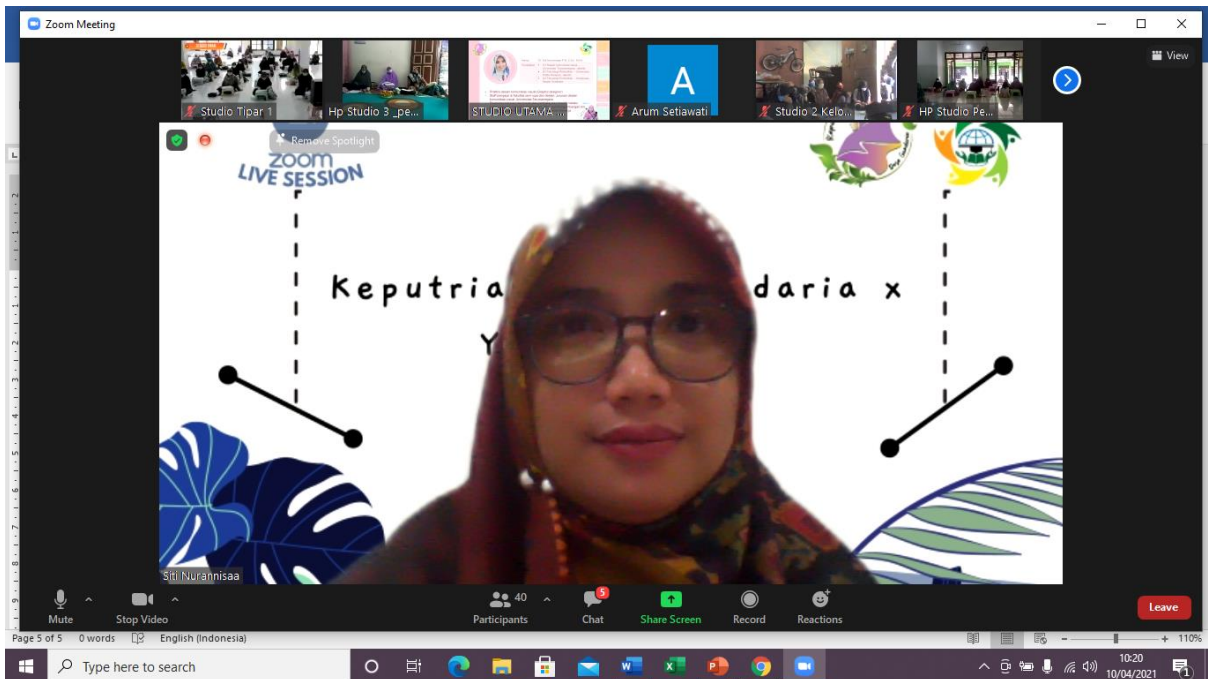 Zoom Meeting
View
Studio Tipar 1
Hp Studio 3 _pe...
STUDIO UTAMA ...
A
Arum Setiawati
Studio 2 Kelo...
HP Studio Pe...
Remove Spotlight
ZOOM
LIVE SESSION
Keputria daria x
Y
Siti Nurannisaa
Mute
Stop Video
40
Participants
5
Chat
Share Screen
Record
Reactions
Leave
Page 5 of 5 0 words English (Indonesia)
110%
Type here to search
10:20
10/04/2021
1